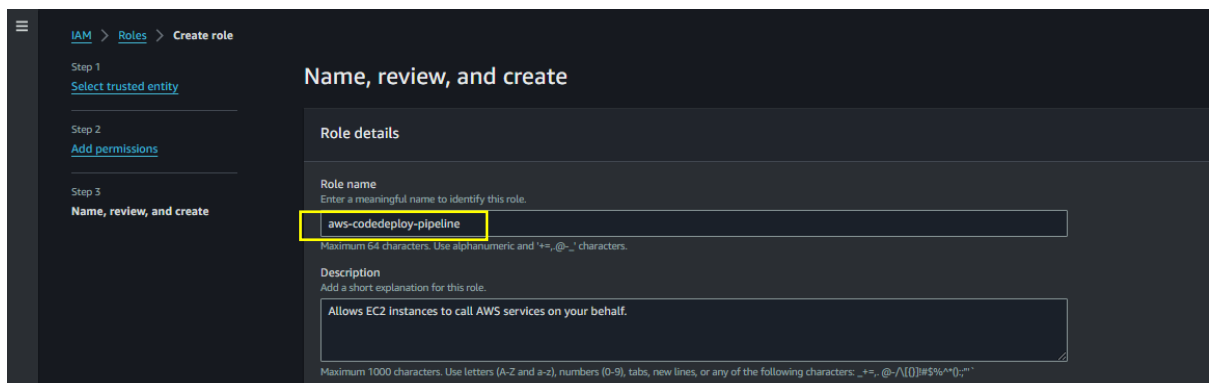 IAM > Roles > Create role
Step 1
Select trusted entity
Step 2
Add permissions
Step 3
Name, review, and create
Name, review, and create
Role details
Role name
Enter a meaningful name to identify this role.
aws-codedeploy-pipeline
Maximum 64 characters. Use alphanumeric and '+=,.@-_' characters.
Description
Add a short explanation for this role.
Allows EC2 instances to call AWS services on your behalf.
Maximum 1000 characters. Use letters (A-Z and a-z), numbers (0-9), tabs, new lines, or any of the following characters: _+=,. @-/\[{}]!#$%^*();:"'`